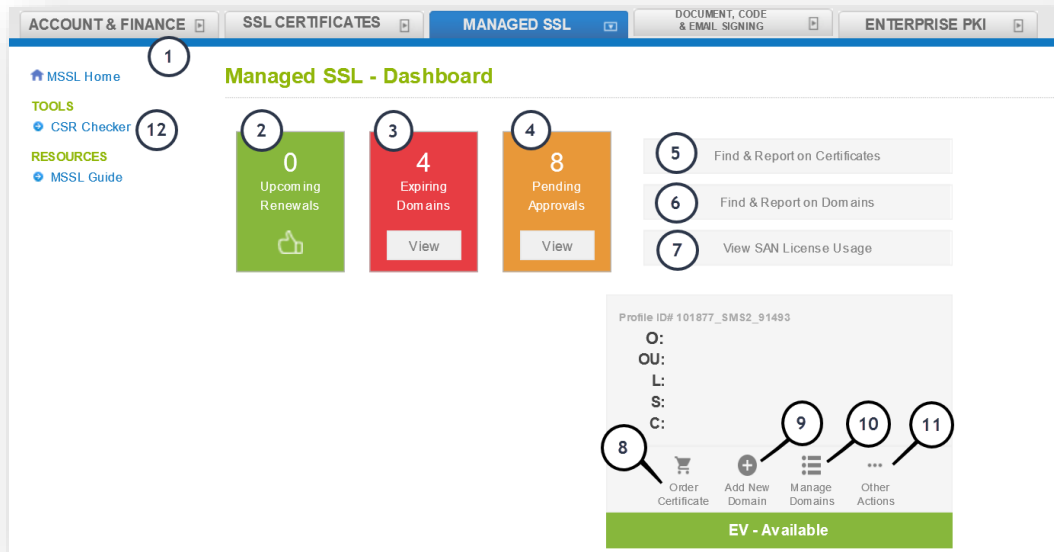 ACCOUNT & FINANCE
SSL CERTIFICATES
MANAGED SSL
DOCUMENT, CODE
& EMAIL SIGNING
ENTERPRISE PKI
1
MSSL Home
Managed SSL - Dashboard
TOOLS
CSR Checker
12
RESOURCES
MSSL Guide
2
0
Upcoming
Renewals
3
4
Expiring
Domains
View
4
8
Pending
Approvals
View
5
Find & Report on Certificates
6
Find & Report on Domains
7
View SAN License Usage
Profile ID# 101877_SMS2_91493
O:
OU:
L:
S:
C:
8
9
10
11
Order
Certificate
Add New
Domain
Manage
Domains
Other
Actions
EV - Available